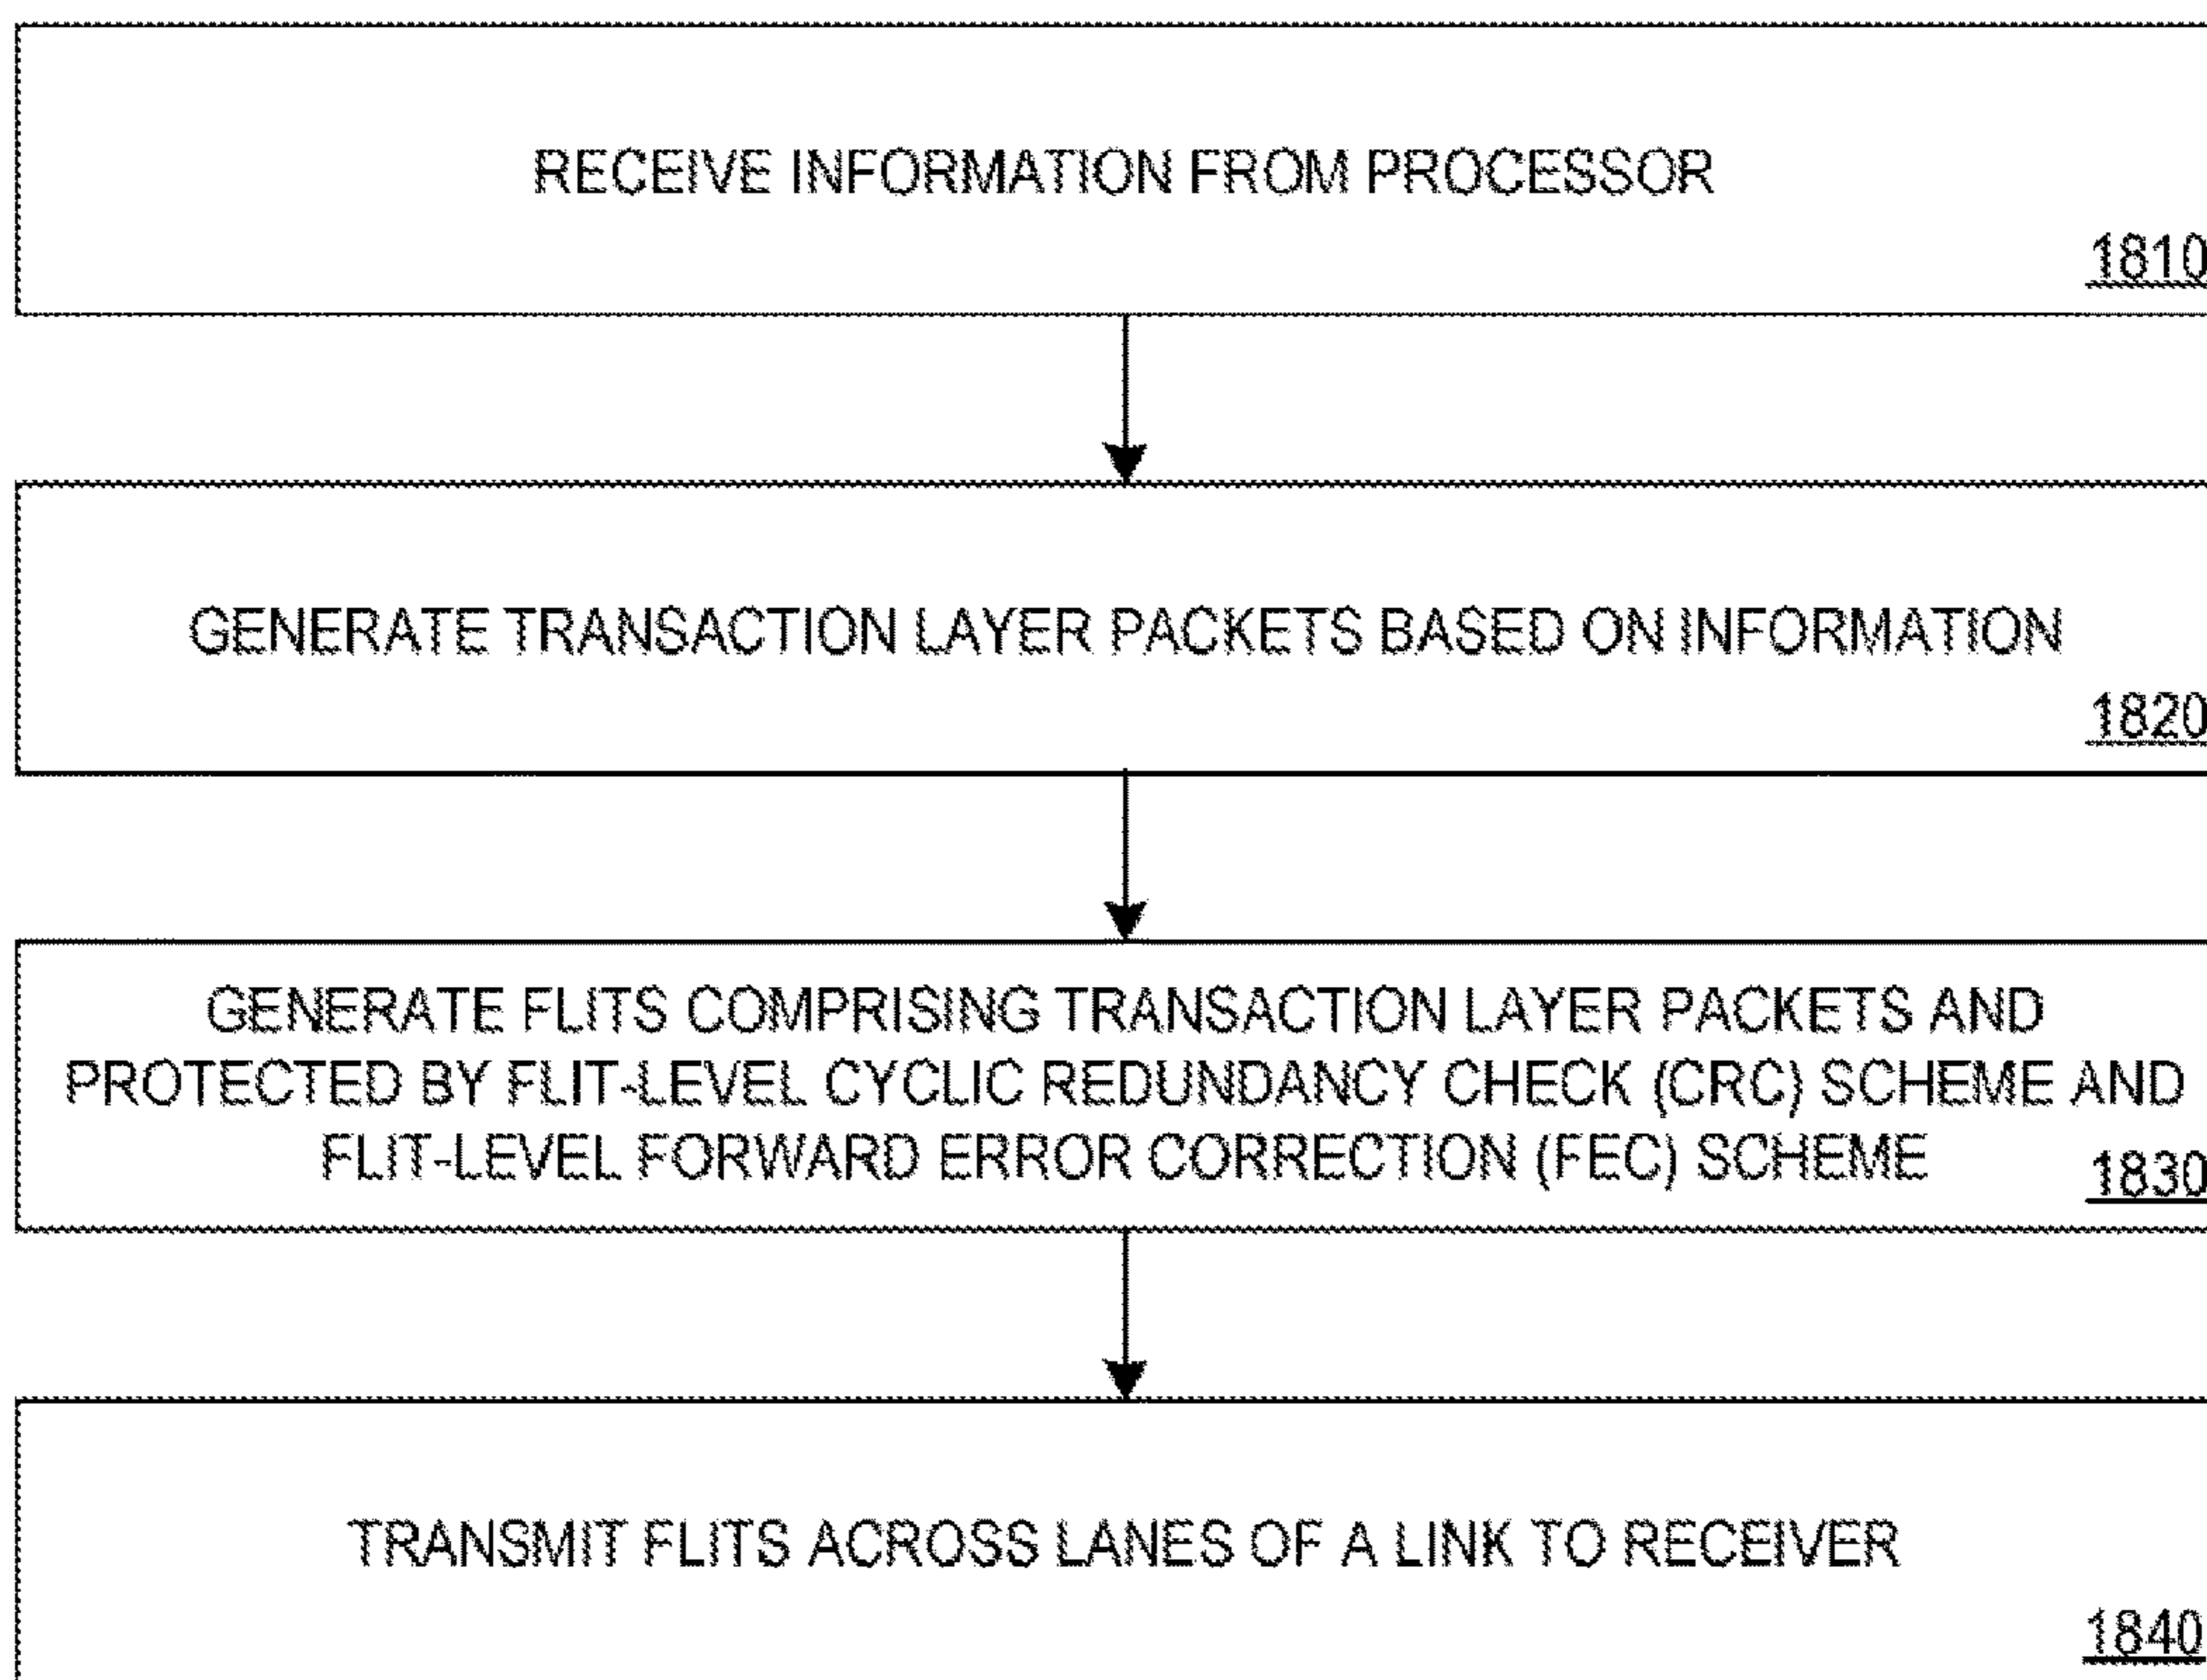 RECEIVE INFORMATION FROM PROCESSOR
1810
GENERATE TRANSACTION LAYER PACKETS BASED ON INFORMATION
1820
GENERATE FLITS COMPRISING TRANSACTION LAYER PACKETS AND
PROTECTED BY FLIT-LEVEL CYCLIC REDUNDANCY CHECK (CRC) SCHEME AND
FLIT-LEVEL FORWARD ERROR CORRECTION (FEC) SCHEME
1830
TRANSMIT FLITS ACROSS LANES OF A LINK TO RECEIVER
1840